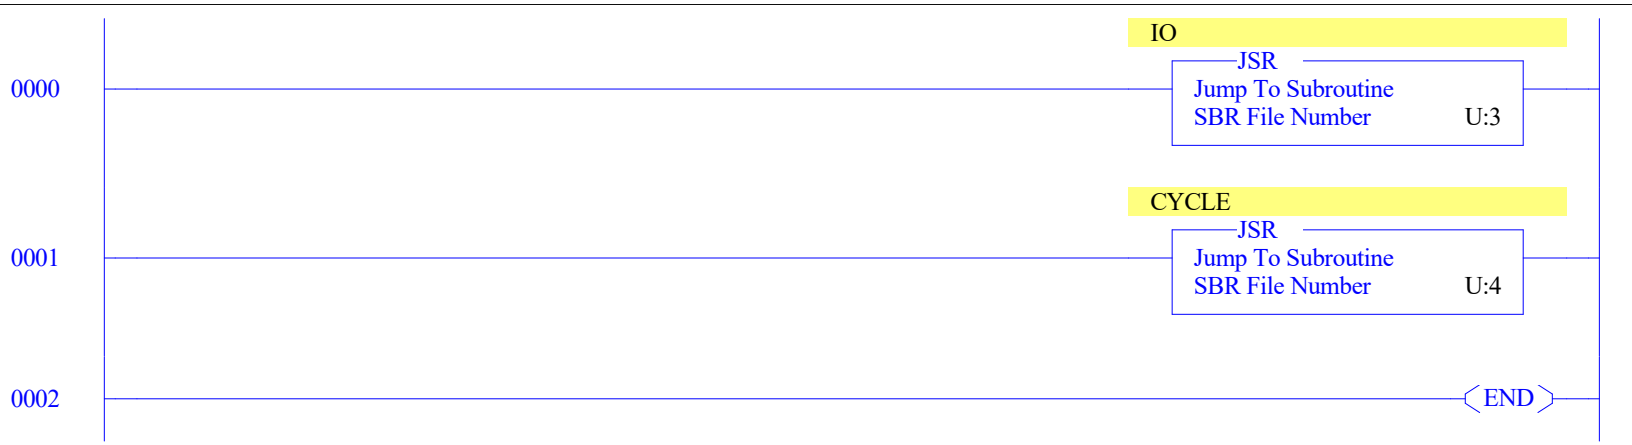 IO
JSR
0000
Jump To Subroutine
SBR File Number U:3
CYCLE
JSR
0001
Jump To Subroutine
SBR File Number U:4
0002
END